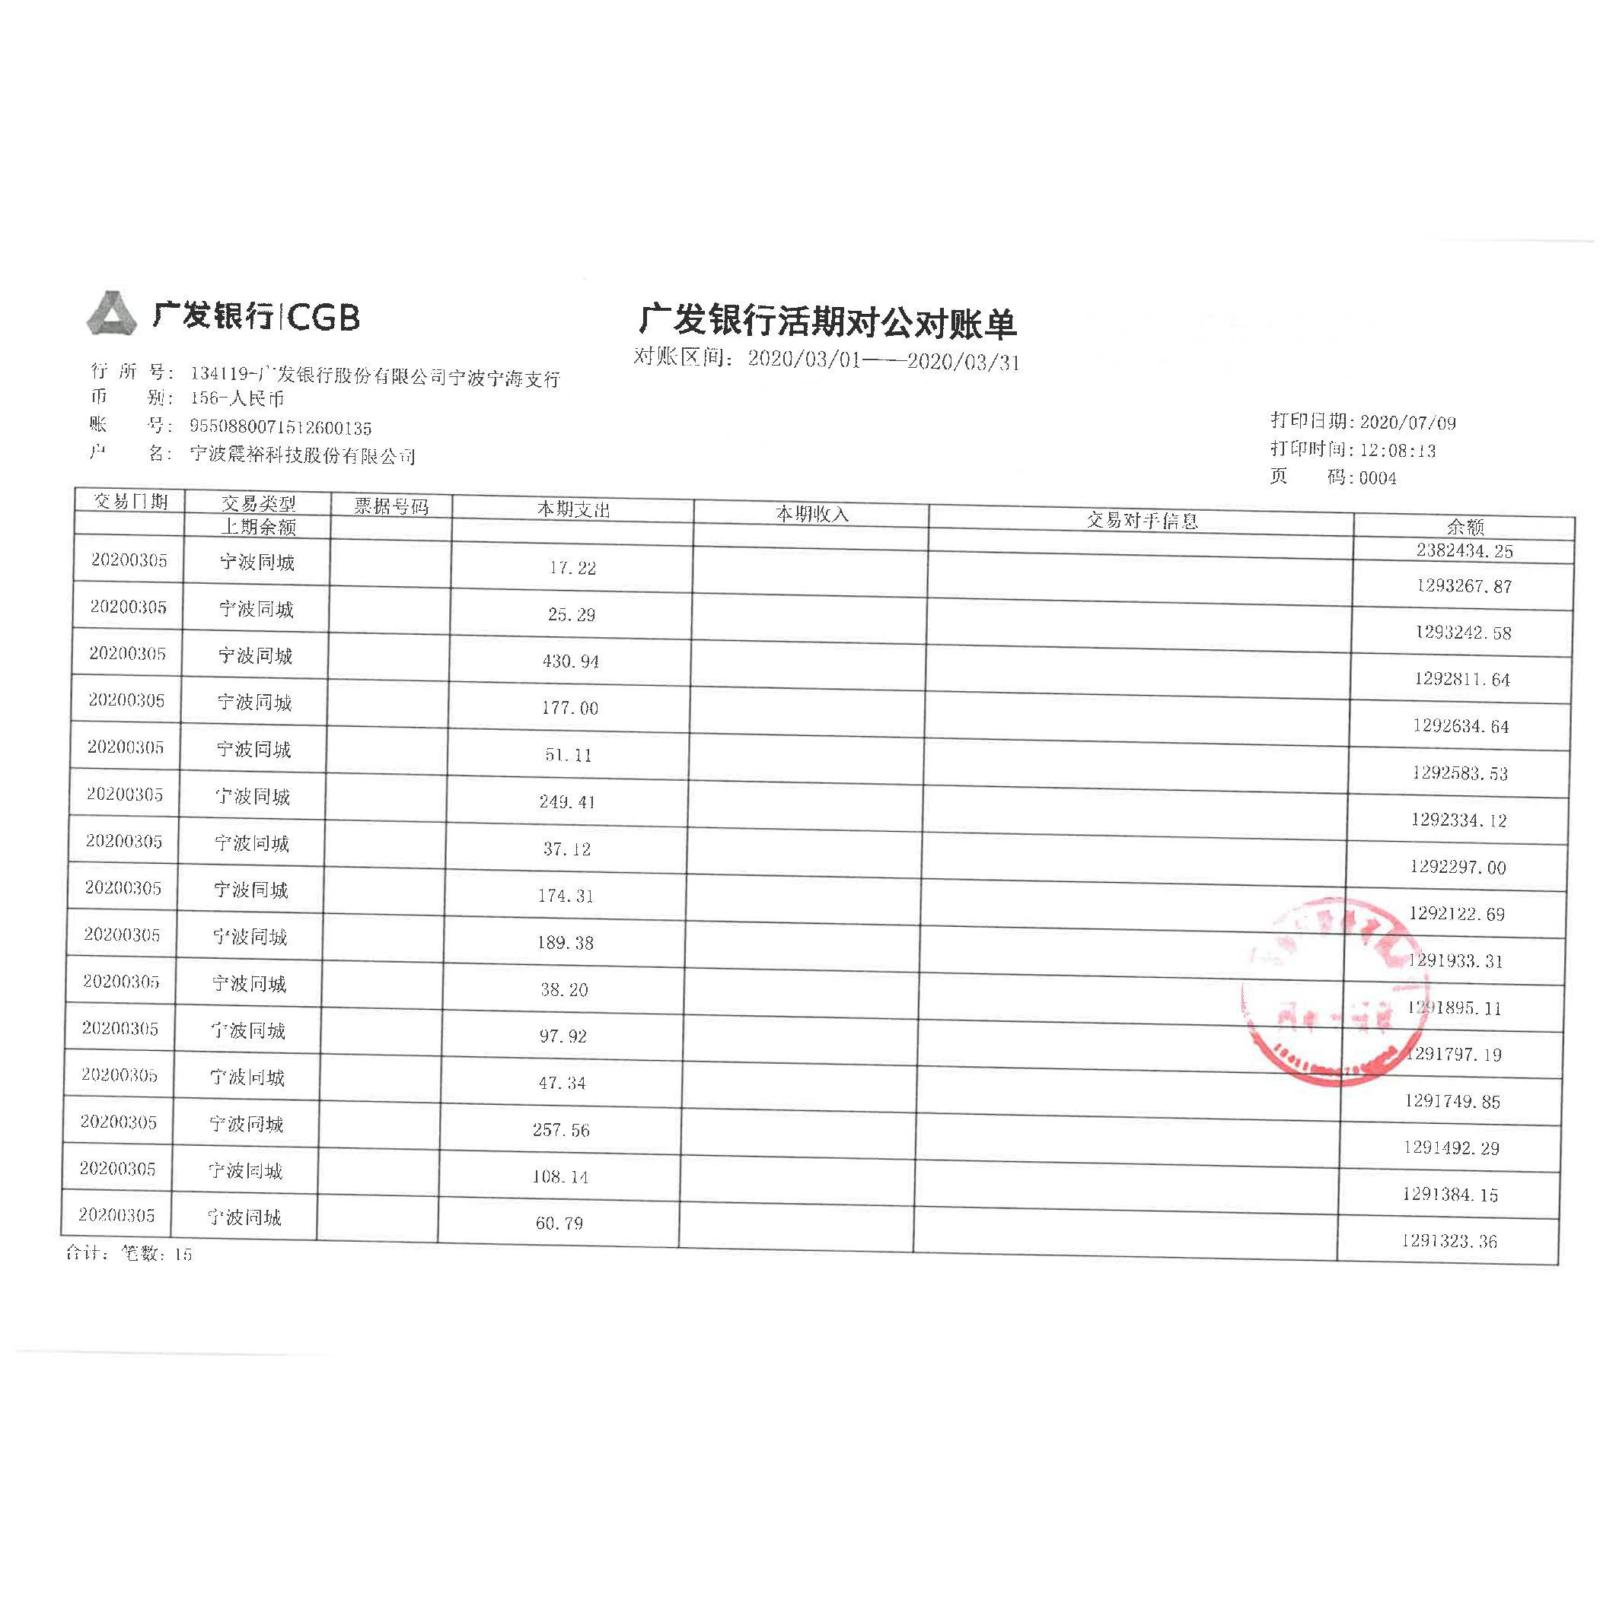 广发银行|CGB
广发银行活期对公对账单
对账区间: 2020/03/01——2020/03/31
行所号: 134119-广发银行股份有限公司宁波宁海支行
币别: 156-人民币
账号: 9550880071512600135
户名: 宁波震裕科技股份有限公司
打印日期:2020/07/09
打印时间:12:08:13
页码:0004
交易日期 交易类型 票据号码 本期支出 本期收入 交易对手信息 余额
上期余额 2382434.25
20200305 宁波同城 17.22 1293267.87
20200305 宁波同城 25.29 1293242.58
20200305 宁波同城 430.94 1292811.64
20200305 宁波同城 177.00 1292634.64
20200305 宁波同城 51.11 1292583.53
20200305 宁波同城 249.41 1292334.12
20200305 宁波同城 37.12 1292297.00
20200305 宁波同城 174.31 1292122.69
20200305 宁波同城 189.38 1291933.31
20200305 宁波同城 38.20 1291895.11
20200305 宁波同城 97.92 1291797.19
20200305 宁波同城 47.34 1291749.85
20200305 宁波同城 257.56 1291492.29
20200305 宁波同城 108.14 1291384.15
20200305 宁波同城 60.79 1291323.36
合计: 笔数: 15